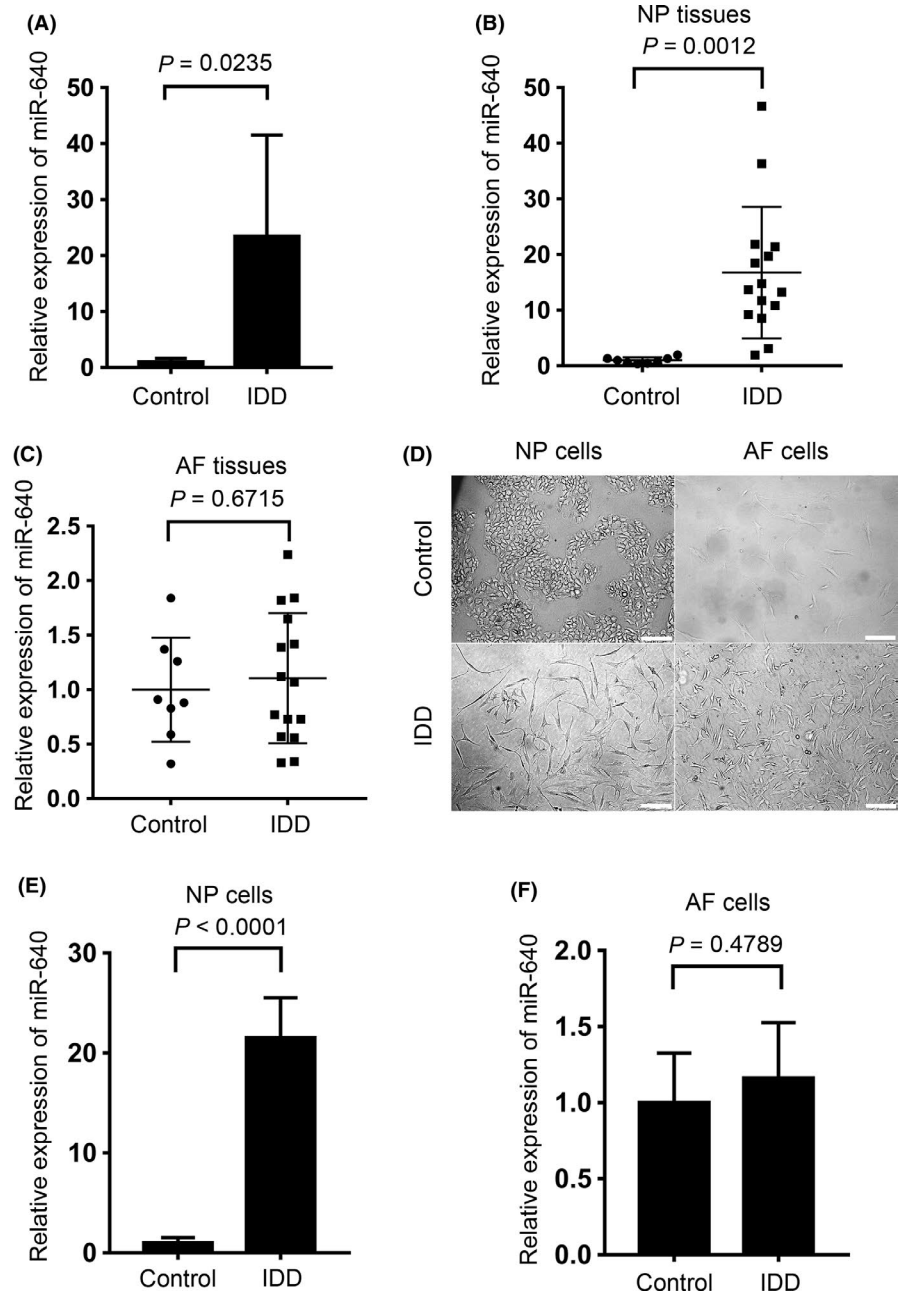 (A)
P = 0.0235
Relative expression of miR-640
50
40
30
20
10
0
Control IDD
(B)
NP tissues
P = 0.0012
Relative expression of miR-640
50
40
30
20
10
0
Control IDD
(C)
AF tissues
P = 0.6715
Relative expression of miR-640
2.5
2.0
1.5
1.0
0.5
0.0
Control IDD
(D)
NP cells AF cells
Control
IDD
(E)
NP cells
P < 0.0001
Relative expression of miR-640
30
20
10
0
Control IDD
(F)
AF cells
P = 0.4789
Relative expression of miR-640
2.0
1.5
1.0
0.5
0.0
Control IDD